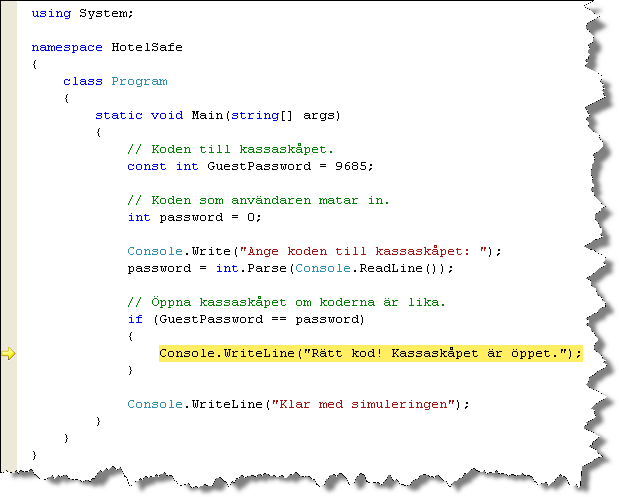 using System;
namespace HotelSafe
{
class Program
{
static void Main(string[] args)
{
// Koden till kassaskåpet.
const int GuestPassword = 9685;
// Koden som användaren matar in.
int password = 0;
Console.Write("Ange koden till kassaskåpet: ");
password = int.Parse(Console.ReadLine());
// Öppna kassaskåpet om koderna är lika.
if (GuestPassword == password)
{
Console.WriteLine("Rätt kod! Kassaskåpet är öppet.");
}
Console.WriteLine("Klar med simuleringen");
}
}
}